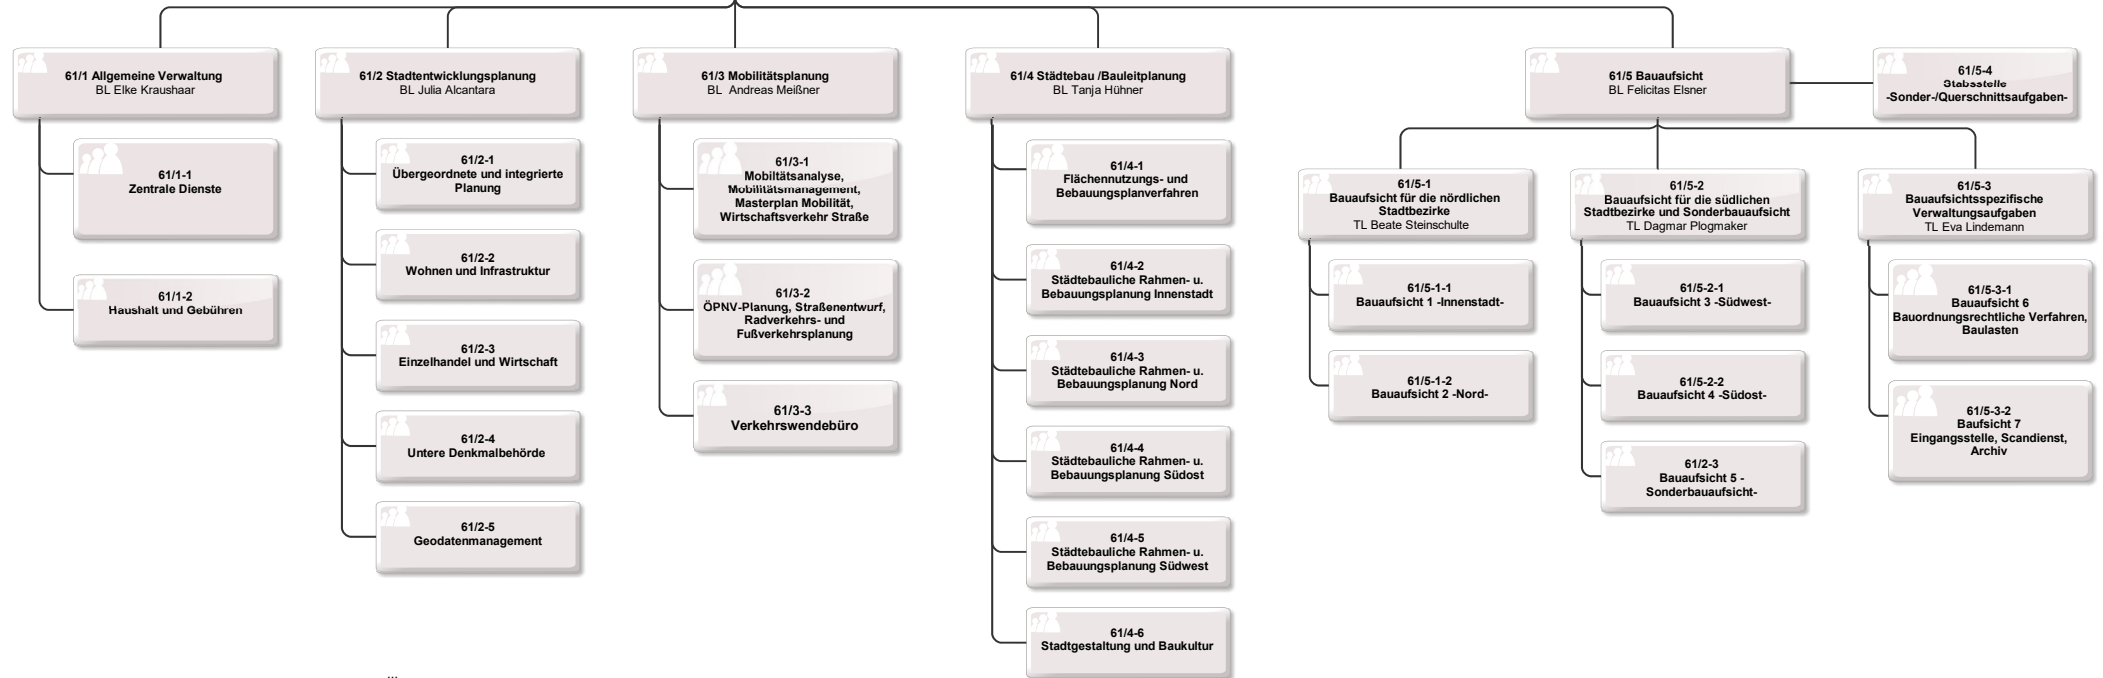 61/1 Allgemeine Verwaltung
BL Elke Kraushaar
61/1-1
Zentrale Dienste
61/1-2
Haushalt und Gebühren
61/2 Stadtentwicklungsplanung
BL Julia Alcantara
61/2-1
Übergeordnete und integrierte
Planung
61/2-2
Wohnen und Infrastruktur
61/2-3
Einzelhandel und Wirtschaft
61/2-4
Untere Denkmalbehörde
61/2-5
Geodatenmanagement
61/3 Mobilitätsplanung
BL Andreas Meißner
61/3-1
Mobiltätsanalyse,
Mobilitätsmanagement,
Masterplan Mobilität,
Wirtschaftsverkehr Straße
61/3-2
ÖPNV-Planung, Straßenentwurf,
Radverkehrs- und
Fußverkehrsplanung
61/3-3
Verkehrswendebüro
61/4 Städtebau /Bauleitplanung
BL Tanja Hühner
61/4-1
Flächennutzungs- und
Bebauungsplanverfahren
61/4-2
Städtebauliche Rahmen- u.
Bebauungsplanung Innenstadt
61/4-3
Städtebauliche Rahmen- u.
Bebauungsplanung Nord
61/4-4
Städtebauliche Rahmen- u.
Bebauungsplanung Südost
61/4-5
Städtebauliche Rahmen- u.
Bebauungsplanung Südwest
61/4-6
Stadtgestaltung und Baukultur
61/5 Bauaufsicht
BL Felicitas Elsner
61/5-4
Stabsstelle
-Sonder-/Querschnittsaufgaben-
61/5-1
Bauaufsicht für die nördlichen
Stadtbezirke
TL Beate Steinschulte
61/5-1-1
Bauaufsicht 1 -Innenstadt-
61/5-1-2
Bauaufsicht 2 -Nord-
61/5-2
Bauaufsicht für die südlichen
Stadtbezirke und Sonderbauaufsicht
TL Dagmar Plogmaker
61/5-2-1
Bauaufsicht 3 -Südwest-
61/5-2-2
Bauaufsicht 4 -Südost-
61/2-3
Bauaufsicht 5 -
Sonderbauaufsicht-
61/5-3
Bauaufsichtsspezifische
Verwaltungsaufgaben
TL Eva Lindemann
61/5-3-1
Bauaufsicht 6
Bauordnungsrechtliche Verfahren,
Baulasten
61/5-3-2
Baufsicht 7
Eingangsstelle, Scandienst,
Archiv